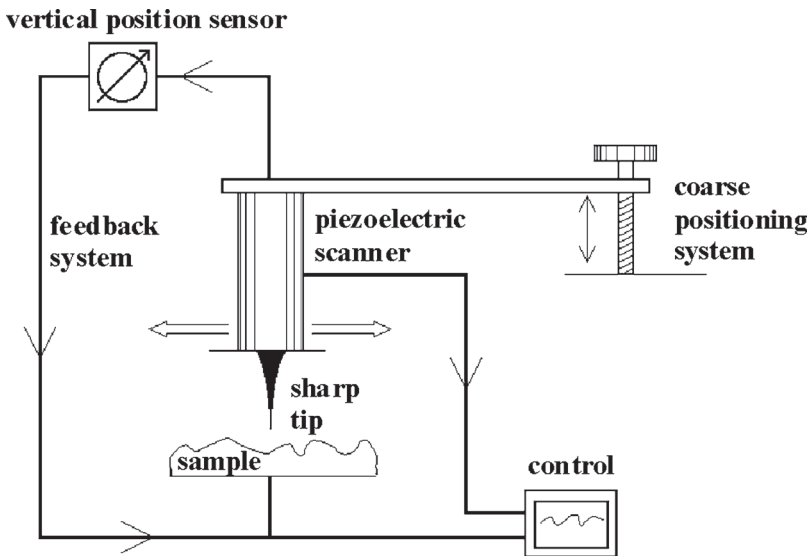 vertical position sensor
feedback
system
piezoelectric
scanner
coarse
positioning
system
sharp
tip
sample
control